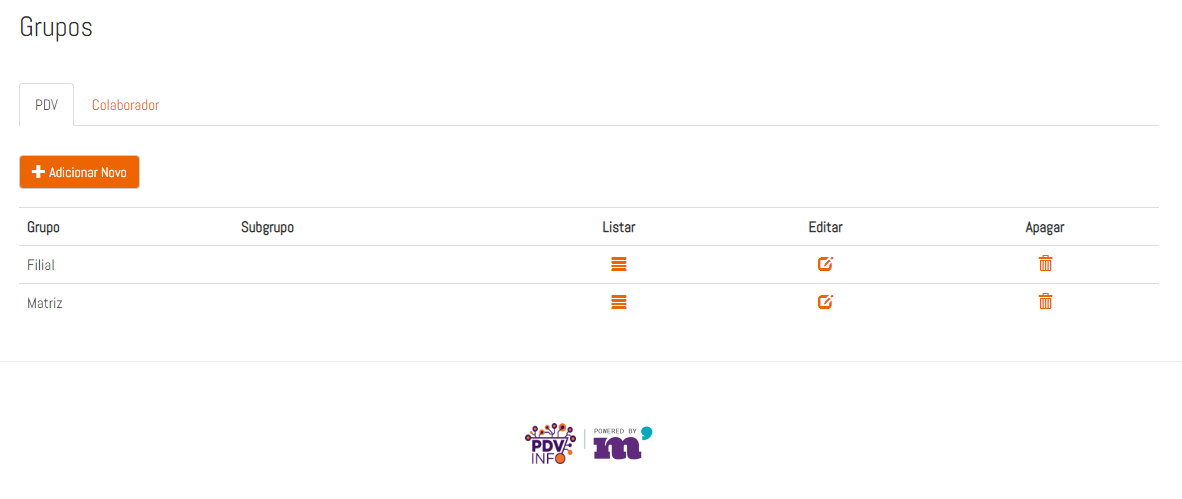 Grupos
PDV Colaborador
Adicionar Novo
Grupo Subgrupo Listar Editar Apagar
Filial
Matriz
PDV
INFO
POWERED BY
m'